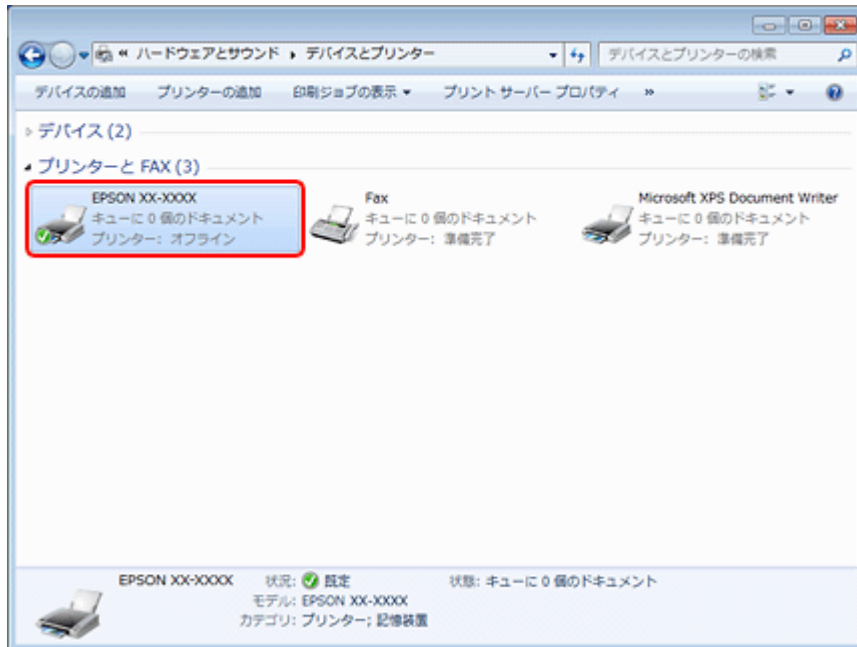 « ハードウェアとサウンド ▸ デバイスとプリンター
デバイスとプリンターの検索
デバイスの追加 プリンターの追加 印刷ジョブの表示 ▼ プリント サーバー プロパティ »
デバイス (2)
プリンターと FAX (3)
EPSON XX-XXXX
キューに 0 個のドキュメント
プリンター: オフライン
Fax
キューに 0 個のドキュメント
プリンター: 準備完了
Microsoft XPS Document Writer
キューに 0 個のドキュメント
プリンター: 準備完了
EPSON XX-XXXX 状況: 既定 状態: キューに 0 個のドキュメント
モデル: EPSON XX-XXXX
カテゴリ: プリンター; 記憶装置